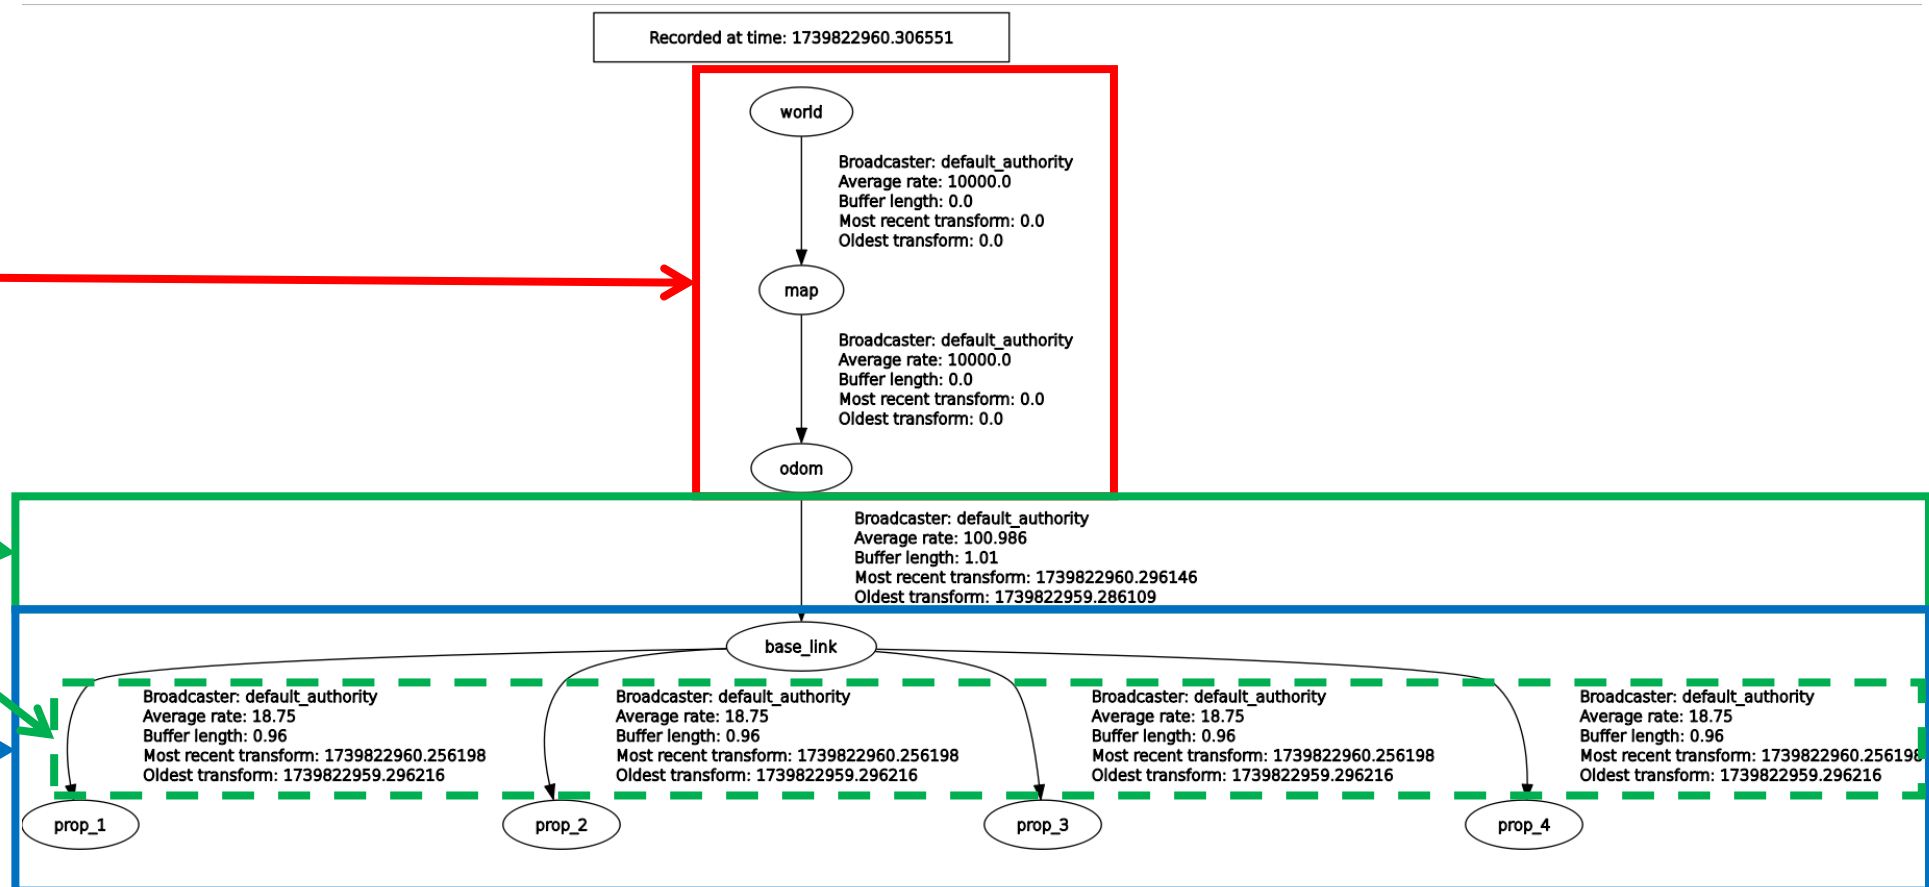 Recorded at time: 1739822960.306551
world
Broadcaster: default_authority
Average rate: 10000.0
Buffer length: 0.0
Most recent transform: 0.0
Oldest transform: 0.0
map
Broadcaster: default_authority
Average rate: 10000.0
Buffer length: 0.0
Most recent transform: 0.0
Oldest transform: 0.0
odom
Broadcaster: default_authority
Average rate: 100.986
Buffer length: 1.01
Most recent transform: 1739822960.296146
Oldest transform: 1739822959.286109
base_link
Broadcaster: default_authority
Average rate: 18.75
Buffer length: 0.96
Most recent transform: 1739822960.256198
Oldest transform: 1739822959.296216
Broadcaster: default_authority
Average rate: 18.75
Buffer length: 0.96
Most recent transform: 1739822960.256198
Oldest transform: 1739822959.296216
Broadcaster: default_authority
Average rate: 18.75
Buffer length: 0.96
Most recent transform: 1739822960.256198
Oldest transform: 1739822959.296216
Broadcaster: default_authority
Average rate: 18.75
Buffer length: 0.96
Most recent transform: 1739822960.256198
Oldest transform: 1739822959.296216
prop_1
prop_2
prop_3
prop_4